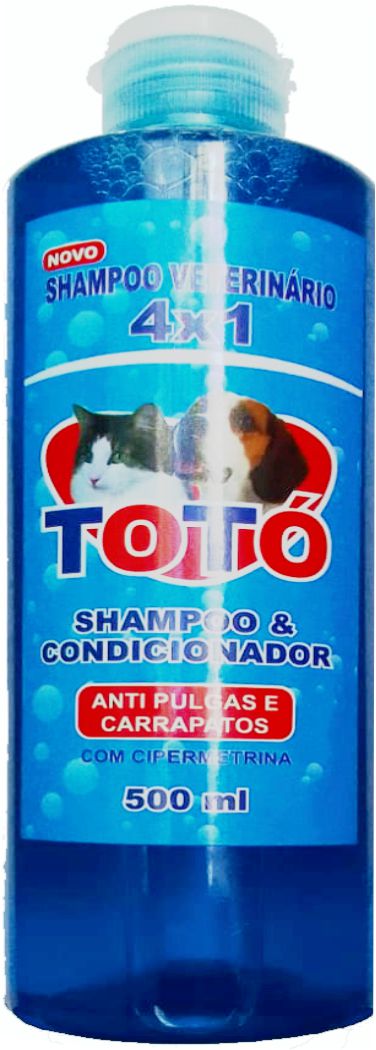 NOVO
SHAMPOO VETERINÁRIO
4x1
TOTÓ
SHAMPOO &
CONDICIONADOR
ANTI PULGAS E
CARRAPATOS
COM CIPERMETRINA
500 ml